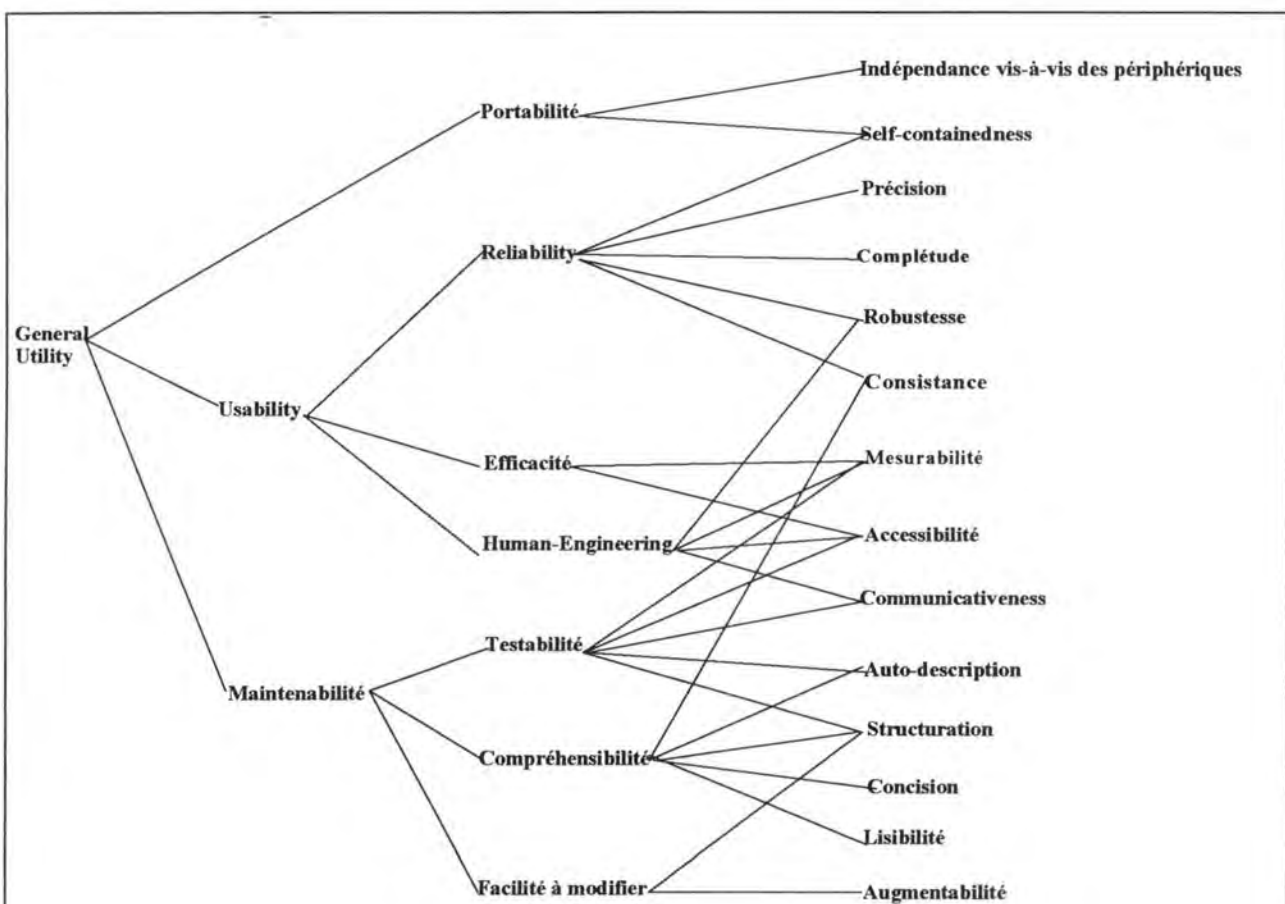 Indépendance vis-à-vis des périphériques
Portabilité
Self-containedness
Précision
Reliability
Complétude
Robustesse
General
Utility
Consistance
Usability
Efficacité
Mesurabilité
Human-Engineering
Accessibilité
Communicativeness
Testabilité
Auto-description
Maintenabilité
Structuration
Compréhensibilité
Concision
Lisibilité
Facilité à modifier
Augmentabilité